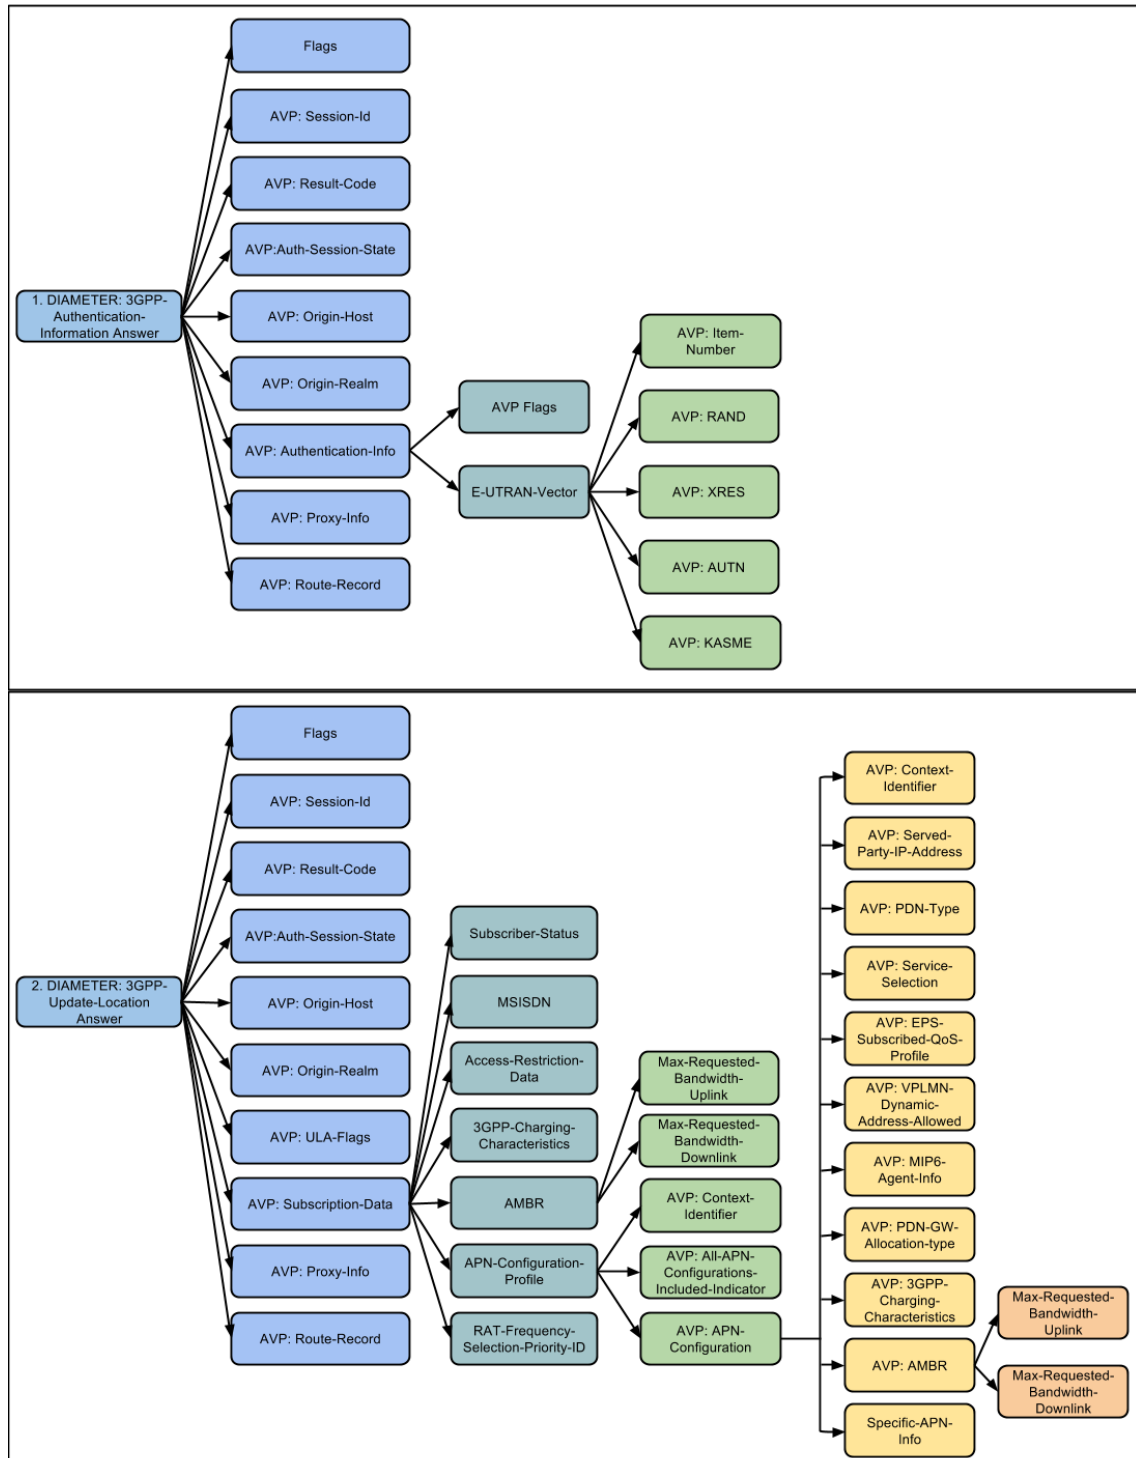 Flags
AVP: Session-Id
AVP: Result-Code
AVP:Auth-Session-State
1. DIAMETER: 3GPP-
Authentication-
Information Answer
AVP: Origin-Host
AVP: Origin-Realm
AVP: Authentication-Info
AVP: Proxy-Info
AVP: Route-Record
AVP Flags
E-UTRAN-Vector
AVP: Item-
Number
AVP: RAND
AVP: XRES
AVP: AUTN
AVP: KASME
Flags
AVP: Session-Id
AVP: Result-Code
AVP:Auth-Session-State
2. DIAMETER: 3GPP-
Update-Location
Answer
AVP: Origin-Host
AVP: Origin-Realm
AVP: ULA-Flags
AVP: Subscription-Data
AVP: Proxy-Info
AVP: Route-Record
Subscriber-Status
MSISDN
Access-Restriction-
Data
3GPP-Charging-
Characteristics
AMBR
APN-Configuration-
Profile
RAT-Frequency-
Selection-Priority-ID
Max-Requested-
Bandwidth-
Uplink
Max-Requested-
Bandwidth-
Downlink
AVP: Context-
Identifier
AVP: All-APN-
Configurations-
Included-Indicator
AVP: APN-
Configuration
AVP: Context-
Identifier
AVP: Served-
Party-IP-Address
AVP: PDN-Type
AVP: Service-
Selection
AVP: EPS-
Subscribed-QoS-
Profile
AVP: VPLMN-
Dynamic-
Address-Allowed
AVP: MIP6-
Agent-Info
AVP: PDN-GW-
Allocation-type
AVP: 3GPP-
Charging-
Characteristics
AVP: AMBR
Specific-APN-
Info
Max-Requested-
Bandwidth-
Uplink
Max-Requested-
Bandwidth-
Downlink